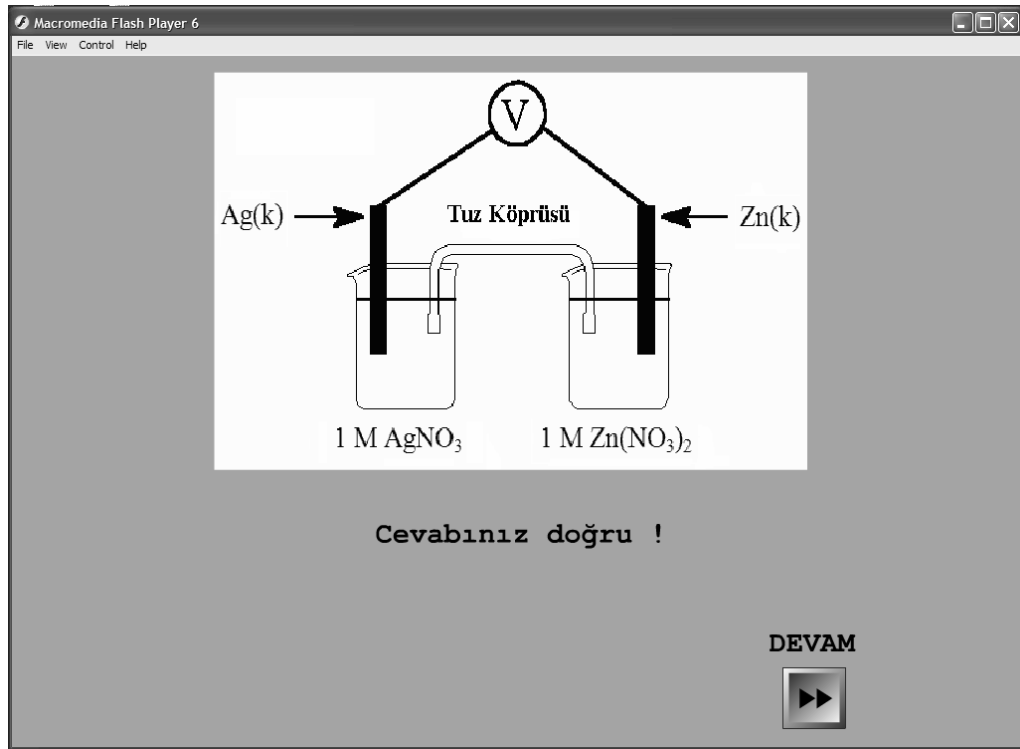 Macromedia Flash Player 6
File View Control Help
V
Ag(k)
Tuz Köprüsü
Zn(k)
1 M AgNO₃
1 M Zn(NO₃)₂
Cevabınız doğru !
DEVAM